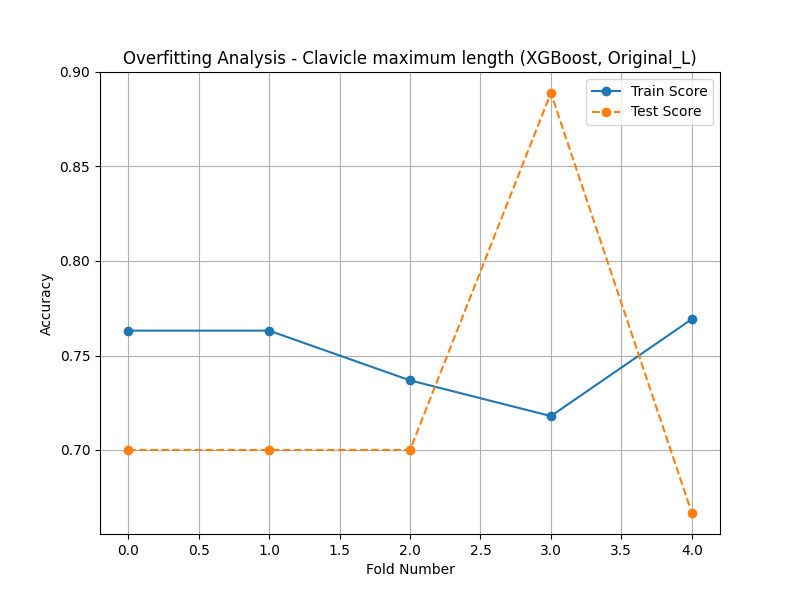 Overfitting Analysis - Clavicle maximum length (XGBoost, Original_L)
Train Score
Test Score
0.90
0.85
0.80
0.75
0.70
Accuracy
0.0 0.5 1.0 1.5 2.0 2.5 3.0 3.5 4.0
Fold Number